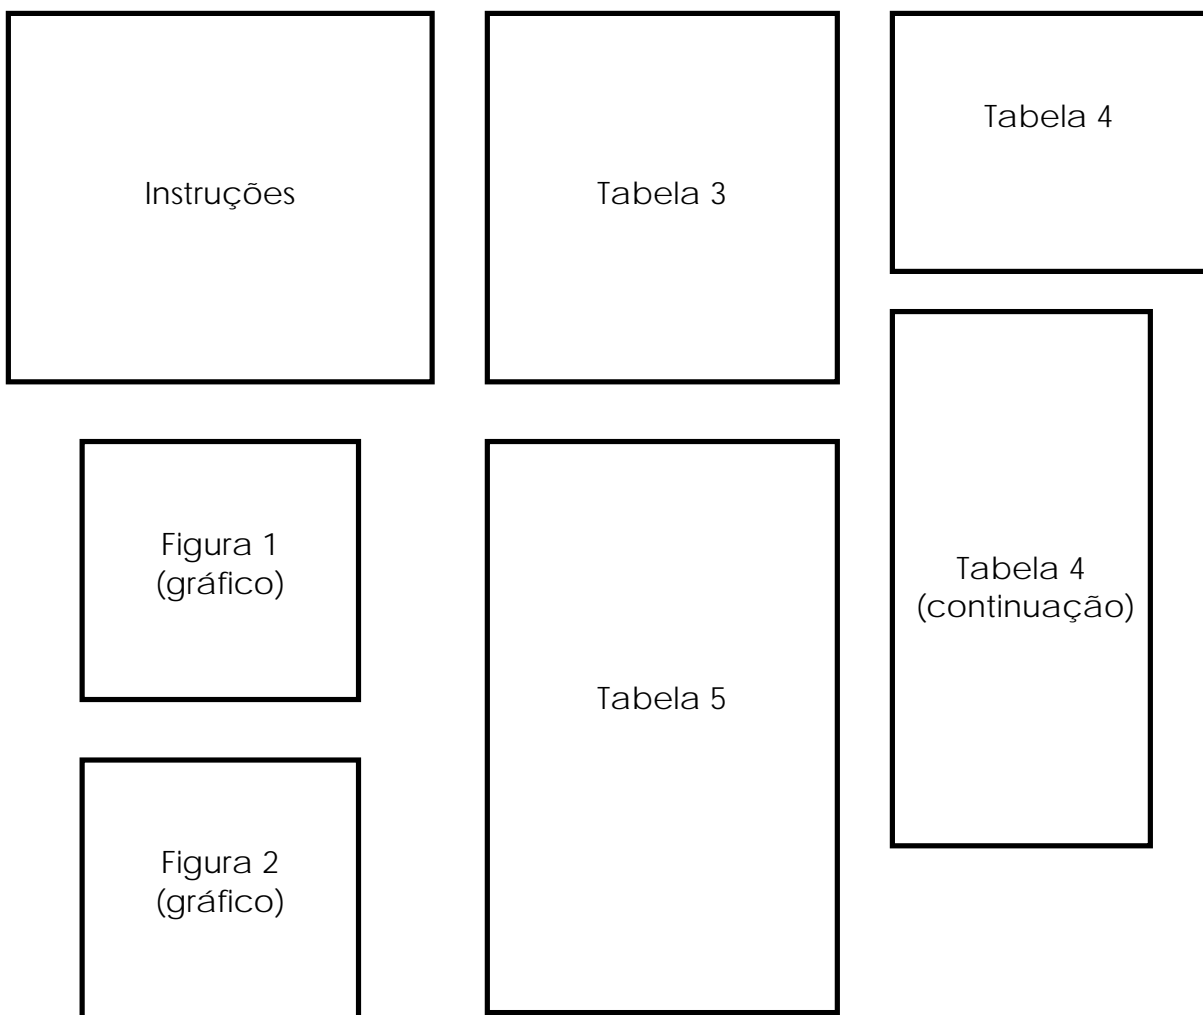 Instruções
Tabela 3
Tabela 4
Figura 1
(gráfico)
Tabela 4
(continuação)
Tabela 5
Figura 2
(gráfico)